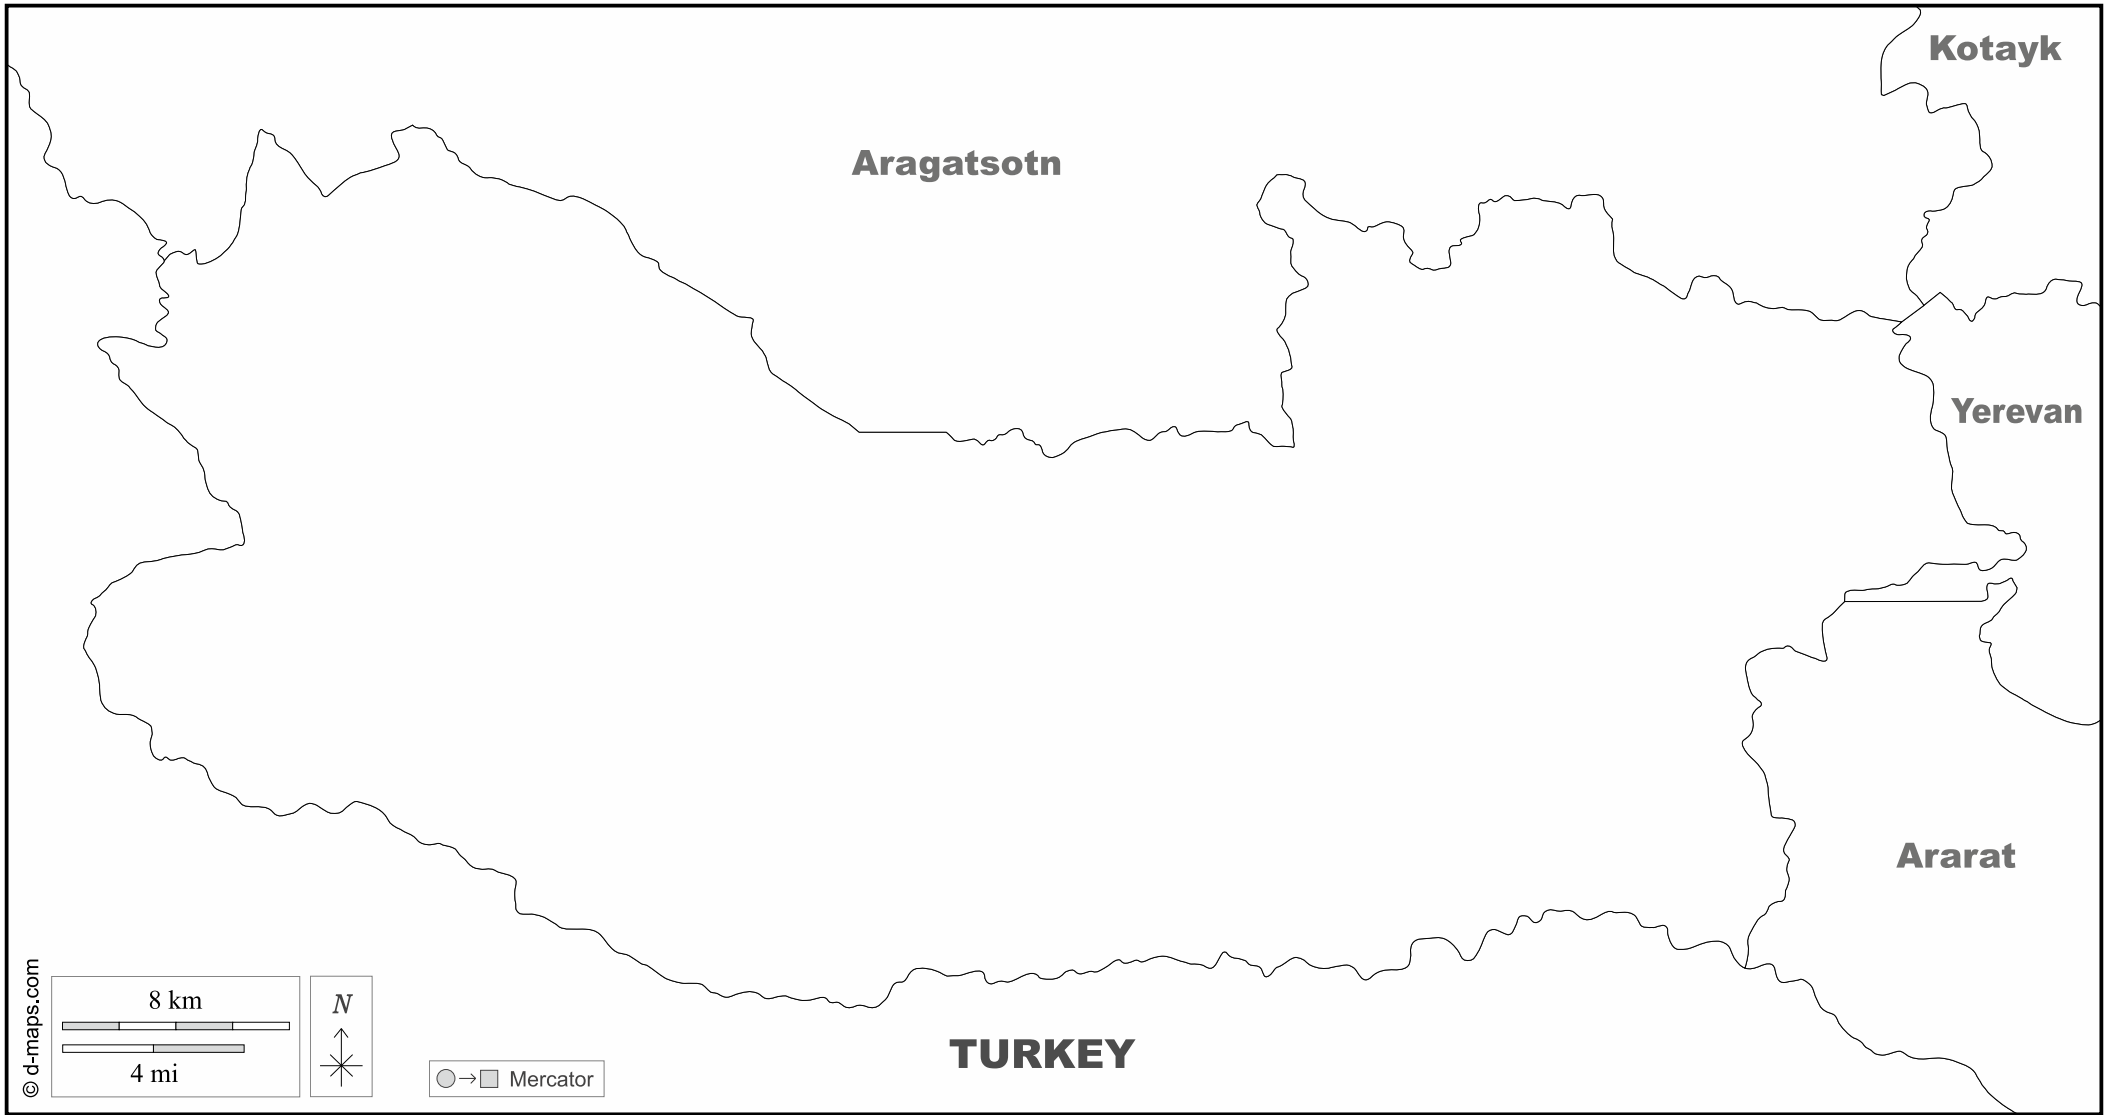 Kotayk
Aragatsotn
Yerevan
Ararat
TURKEY
© d-maps.com
8 km
4 mi
N
Mercator